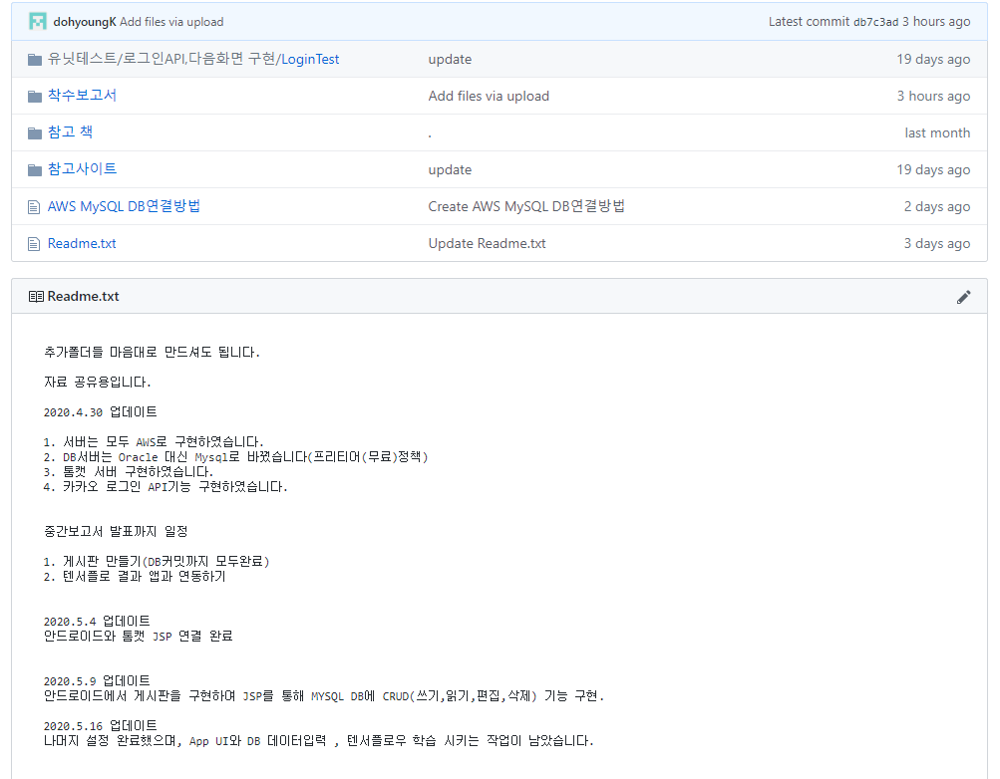 dohyoungK Add files via upload Latest commit db7c3ad 3 hours ago
유닛테스트/로그인API,다음화면 구현/LoginTest update 19 days ago
착수보고서 Add files via upload 3 hours ago
참고 책 . last month
참고사이트 update 19 days ago
AWS MySQL DB연결방법 Create AWS MySQL DB연결방법 2 days ago
Readme.txt Update Readme.txt 3 days ago
Readme.txt
추가폴더들 마음대로 만드셔도 됩니다.
자료 공유용입니다.
2020.4.30 업데이트
1. 서버는 모두 AWS로 구현하였습니다.
2. DB서버는 Oracle 대신 Mysql로 바꿨습니다(프리티어(무료)정책)
3. 톰캣 서버 구현하였습니다.
4. 카카오 로그인 API기능 구현하였습니다.
중간보고서 발표까지 일정
1. 게시판 만들기(DB커밋까지 모두완료)
2. 텐서플로 결과 앱과 연동하기
2020.5.4 업데이트
안드로이드와 톰캣 JSP 연결 완료
2020.5.9 업데이트
안드로이드에서 게시판을 구현하여 JSP를 통해 MYSQL DB에 CRUD(쓰기,읽기,편집,삭제) 기능 구현.
2020.5.16 업데이트
나머지 설정 완료했으며, App UI와 DB 데이터입력 , 텐서플로우 학습 시키는 작업이 남았습니다.